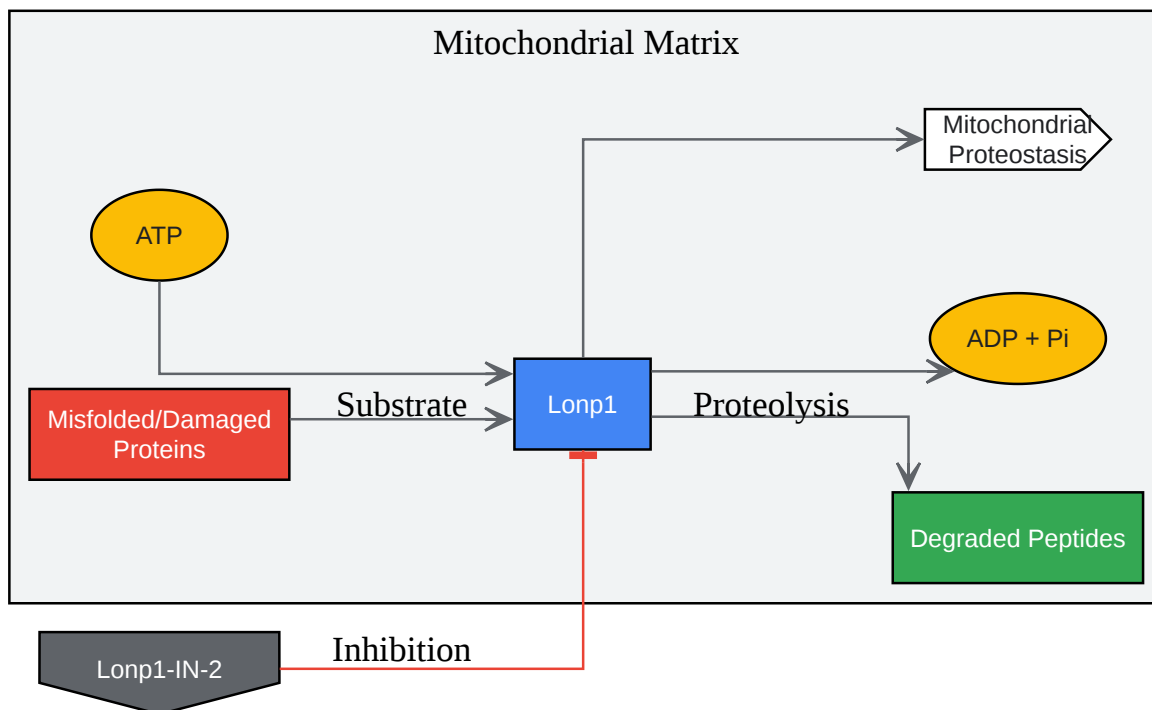 Mitochondrial Matrix
Mitochondrial
Proteostasis
ATP
ADP + Pi
Misfolded/Damaged
Proteins
Substrate
Lonp1
Proteolysis
Degraded Peptides
Lonp1-IN-2
Inhibition